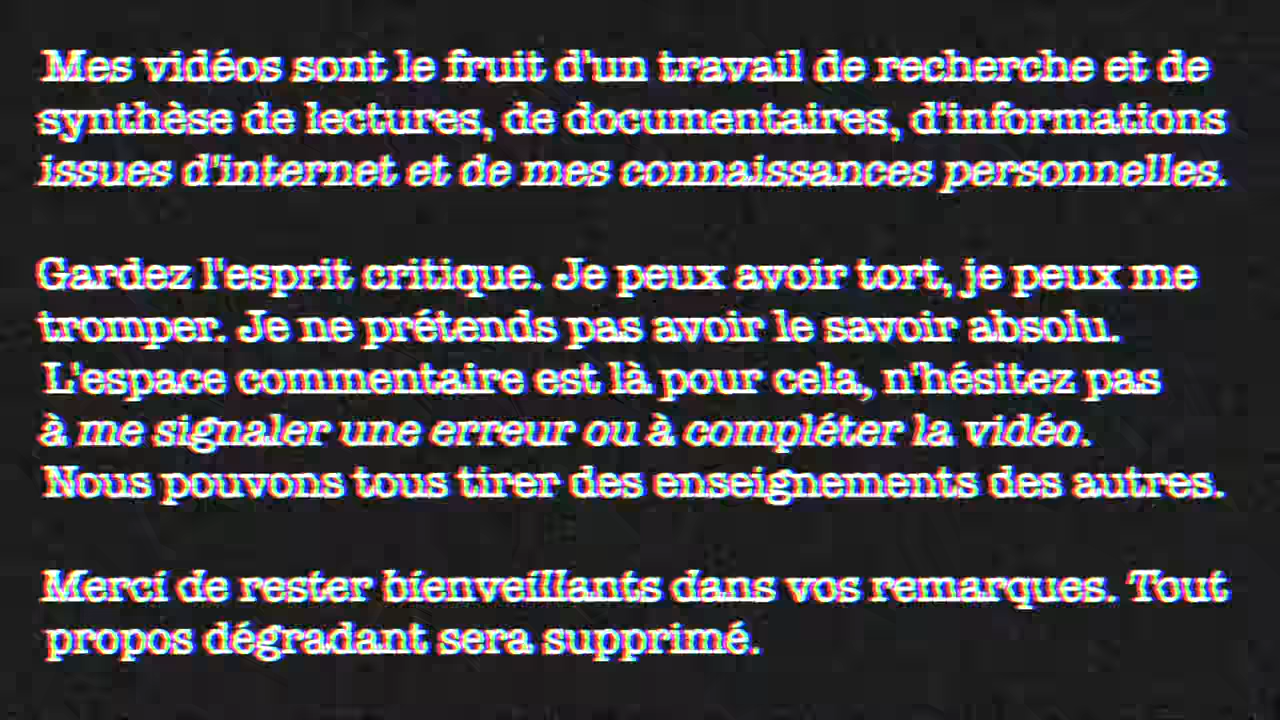 Mes vidéos sont le fruit d'un travail de recherche et de
synthèse de lectures, de documentaires, d'informations
issues d'internet et de mes connaissances personnelles.
Gardez l'esprit critique. Je peux avoir tort, je peux me
tromper. Je ne prétends pas avoir le savoir absolu.
L'espace commentaire est là pour cela, n'hésitez pas
à me signaler une erreur ou à compléter la vidéo.
Nous pouvons tous tirer des enseignements des autres.
Merci de rester bienveillants dans vos remarques. Tout
propos dégradant sera supprimé.